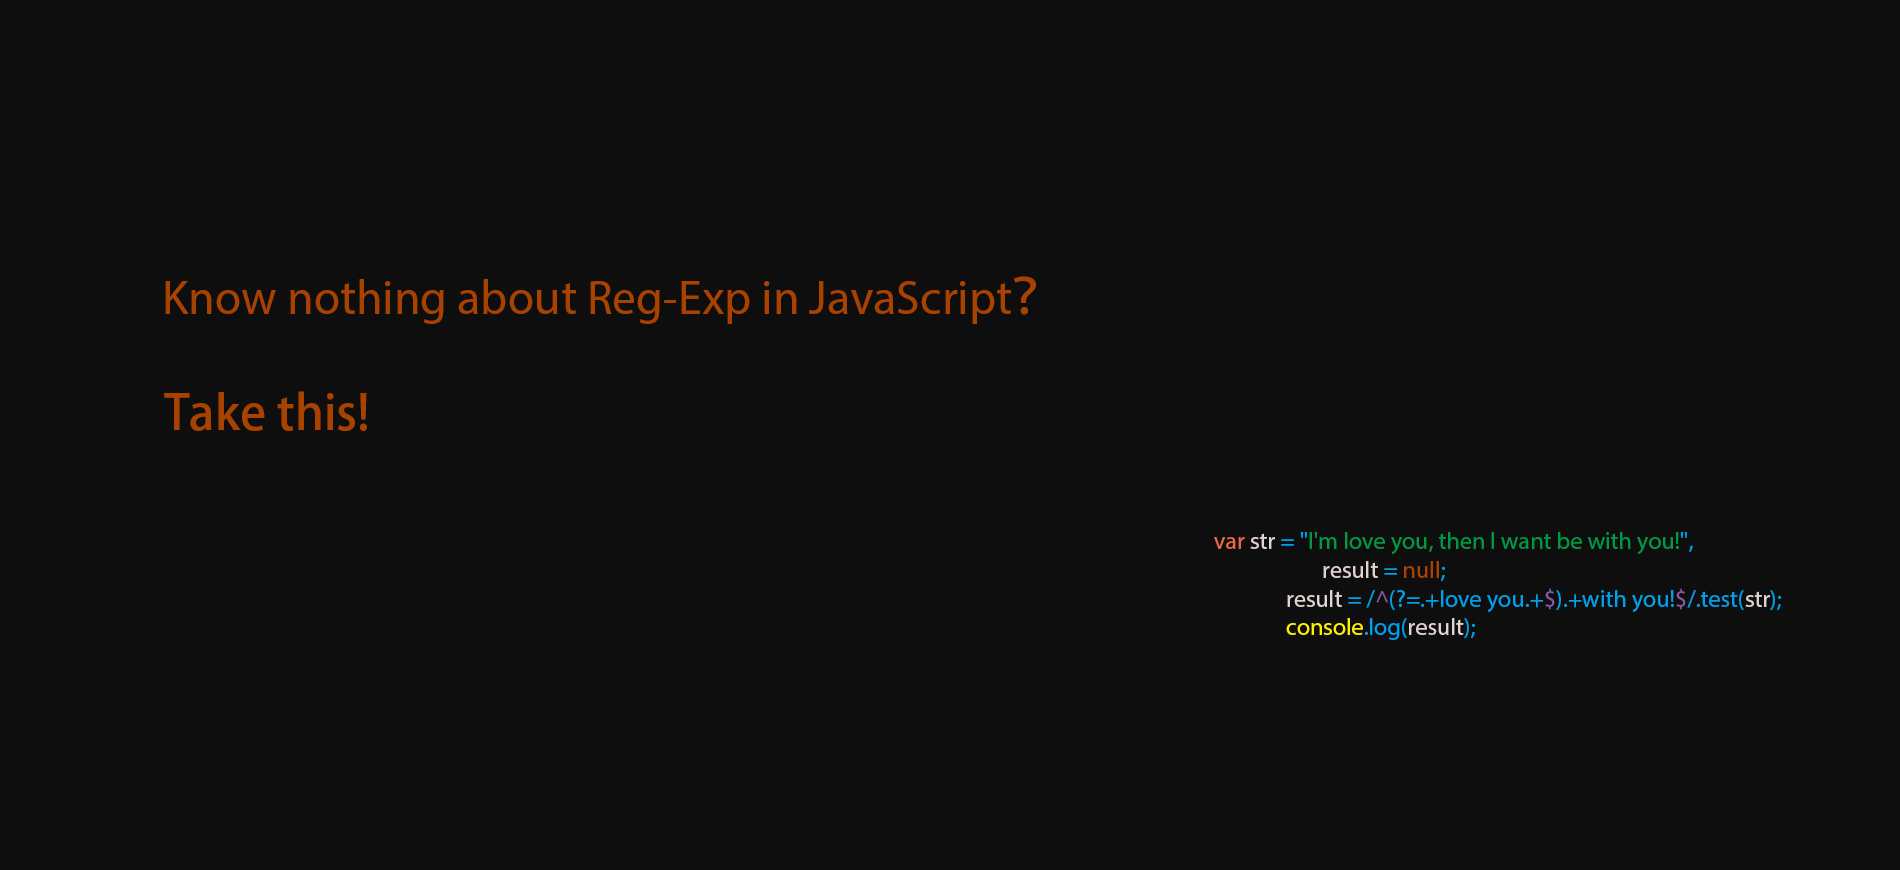 Know nothing about Reg-Exp in JavaScript?
Take this!
var str = "I'm love you, then I want be with you!",
result = null;
result = /^(?=.+love you.+$).+with you!$/.test(str);
console.log(result);